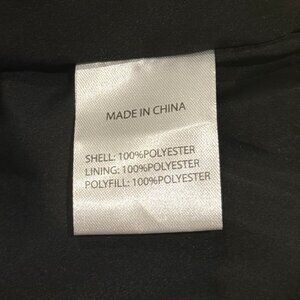 MADE IN CHINA
SHELL: 100%POLYESTER
LINING: 100%POLYESTER
POLYFILL: 100%POLYESTER